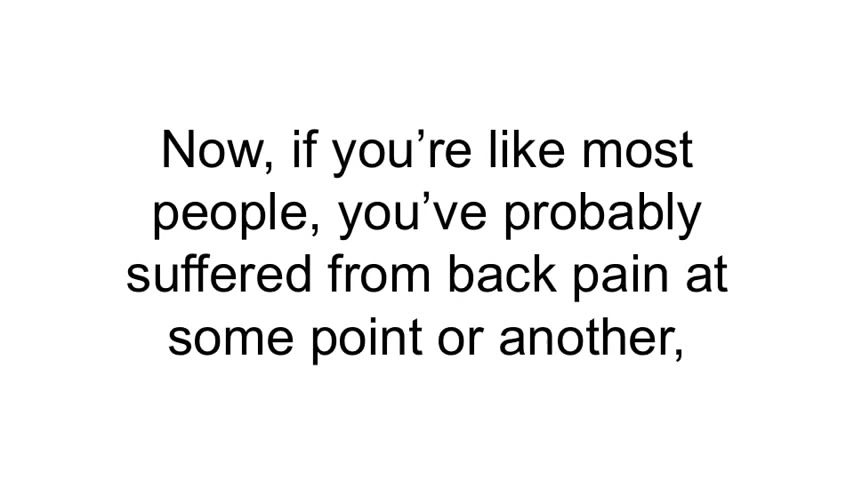 Now, if you’re like most
people, you’ve probably
suffered from back pain at
some point or another,